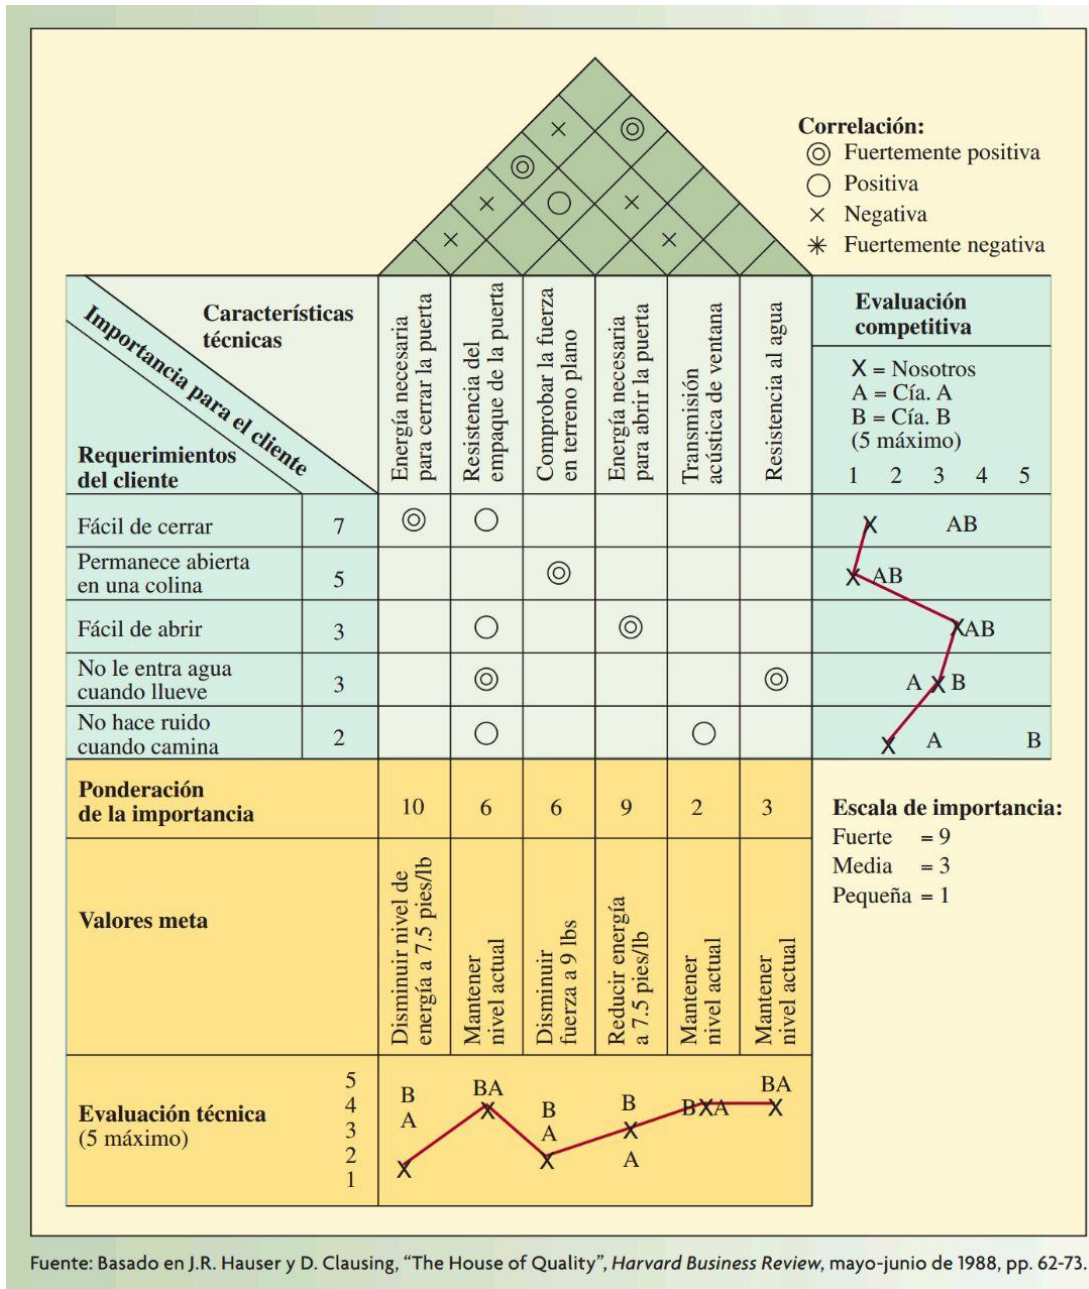 Correlación:
◎ Fuertemente positiva
○ Positiva
× Negativa
✳ Fuertemente negativa
Importancia para el cliente
Características
técnicas
Requerimientos
del cliente
Energía necesaria
para cerrar la puerta
Resistencia del
empaque de la puerta
Comprobar la fuerza
en terreno plano
Energía necesaria
para abrir la puerta
Transmisión
acústica de ventana
Resistencia al agua
Evaluación
competitiva
X = Nosotros
A = Cía. A
B = Cía. B
(5 máximo)
1 2 3 4 5
Fácil de cerrar 7 X AB
Permanece abierta
en una colina 5 X AB
Fácil de abrir 3 X AB
No le entra agua
cuando llueve 3 A X B
No hace ruido
cuando camina 2 X A B
Ponderación
de la importancia 10 6 6 9 2 3
Escala de importancia:
Fuerte = 9
Media = 3
Pequeña = 1
Valores meta
Disminuir nivel de
energía a 7.5 pies/lb
Mantener
nivel actual
Disminuir
fuerza a 9 lbs
Reducir energía
a 7.5 pies/lb
Mantener
nivel actual
Mantener
nivel actual
Evaluación técnica
(5 máximo)
5
4
3
2
1
B
A
X
BA
X
B
A
X
B
X
A
BXA
BA
X
Fuente: Basado en J.R. Hauser y D. Clausing, “The House of Quality”, Harvard Business Review, mayo-junio de 1988, pp. 62-73.